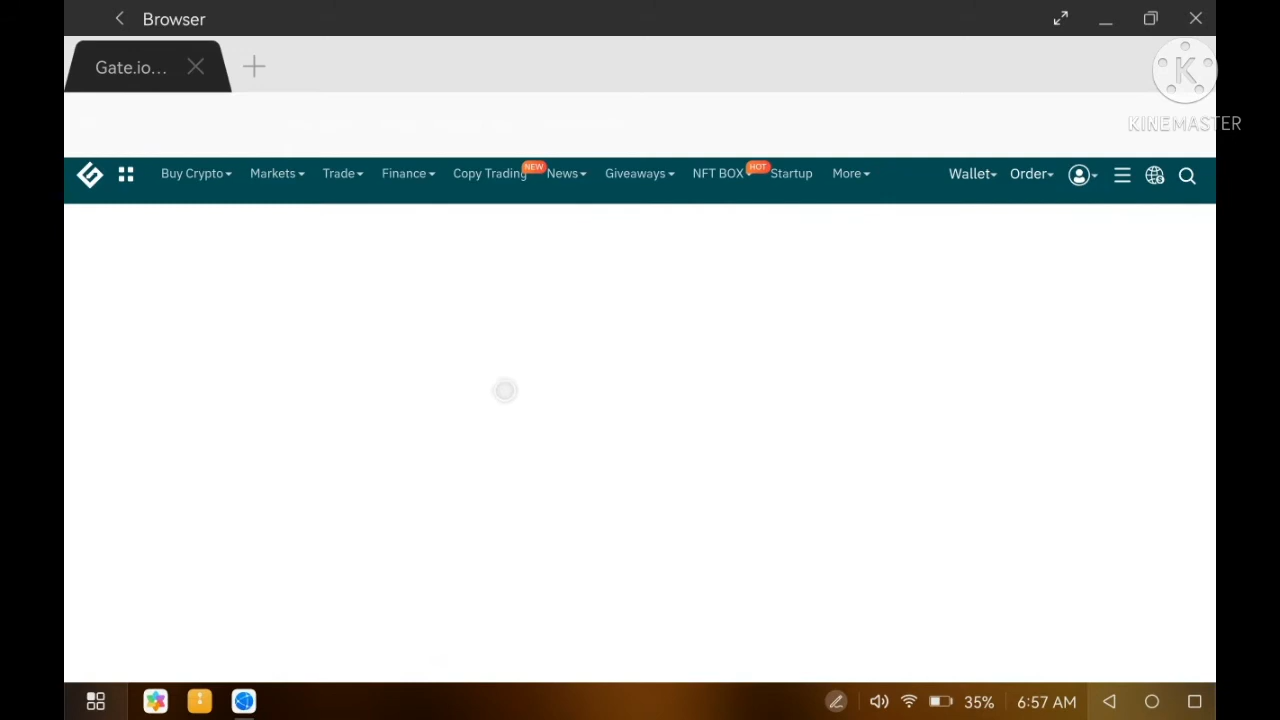 Browser
Gate.io...
KINEMASTER
Buy Crypto Markets Trade Finance Copy Trading NEW News Giveaways NFT BOX HOT Startup More Wallet Order
35% 6:57 AM